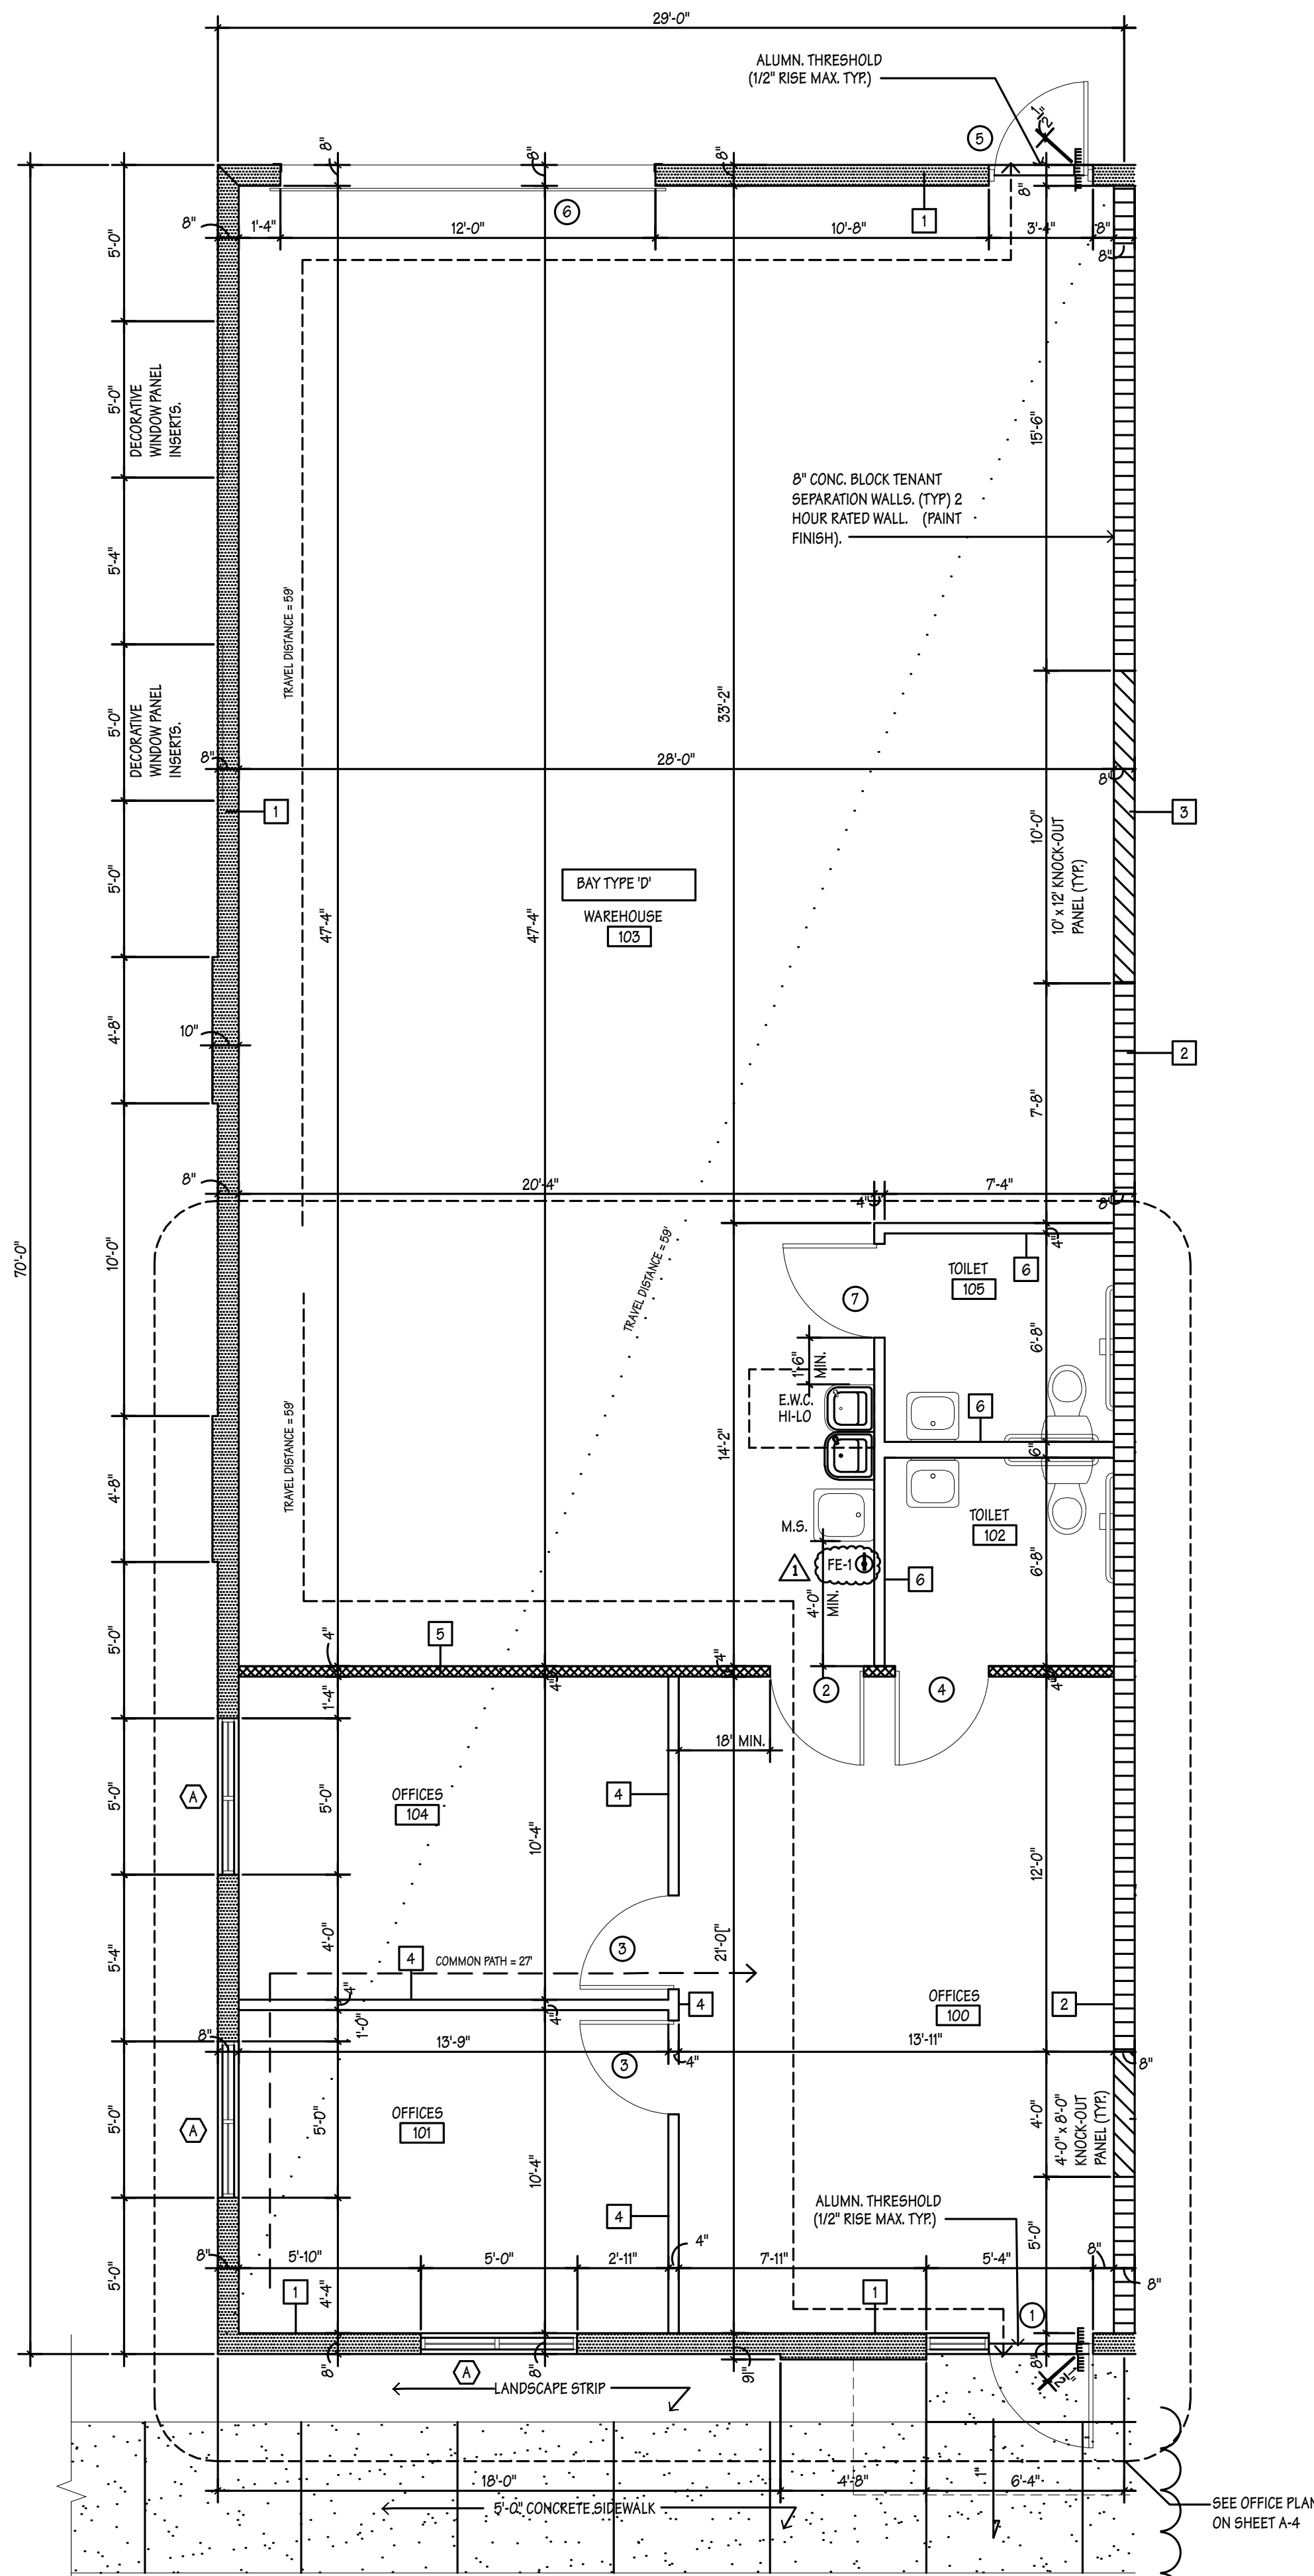 29'-0"
ALUMN. THRESHOLD
(1/2" RISE MAX. TYP.)
5
1/2"
8"
8"
8"
8"
6
1
8"
1'-4"
12'-0"
10'-8"
3'-4"
8"
8"
5'-0"
5'-0"
DECORATIVE
WINDOW PANEL
INSERTS.
15'-6"
8" CONC. BLOCK TENANT
SEPARATION WALLS. (TYP) 2
HOUR RATED WALL. (PAINT
FINISH).
5'-4"
TRAVEL DISTANCE = 59'
5'-0"
DECORATIVE
WINDOW PANEL
INSERTS.
33'-2"
8"
28'-0"
8"
1
3
10'-0"
10' x 12' KNOCK-OUT
PANEL (TYP.)
5'-0"
BAY TYPE 'D'
WAREHOUSE
103
47'-4"
47'-4"
4'-8"
10"
2
7'-8"
8"
20'-4"
4"
7'-4"
8"
70'-0"
10'-0"
TRAVEL DISTANCE = 59'
4"
6
TOILET
105
7
6'-8"
1'-6"
MIN.
E.W.C.
HI-LO
6
6"
14'-2"
TRAVEL DISTANCE = 59'
4'-8"
M.S.
TOILET
102
1
FE-1
6
6'-8"
4'-0"
MIN.
5'-0"
4"
5
4"
4"
4"
2
4
1'-4"
18" MIN.
A
5'-0"
5'-0"
OFFICES
104
4
10'-4"
12'-0"
5'-4"
4'-0"
4
COMMON PATH = 27'
3
21'-0["
4"
4"
1'-0"
4
OFFICES
100
2
8"
13'-9"
4"
13'-11"
8"
3
A
5'-0"
5'-0"
OFFICES
101
10'-4"
4'-0"
4'-0" x 8'-0"
KNOCK-OUT
PANEL (TYP.)
4
ALUMN. THRESHOLD
(1/2" RISE MAX. TYP.)
5'-0"
5'-0"
8"
5'-10"
5'-0"
2'-11"
4"
7'-11"
5'-4"
8"
8"
1
4'-4"
1
1
8"
8"
A
8"
1/2"
LANDSCAPE STRIP
18'-0"
4'-8"
1"
6'-4"
5'-0" CONCRETE SIDEWALK
SEE OFFICE PLAN
ON SHEET A-4